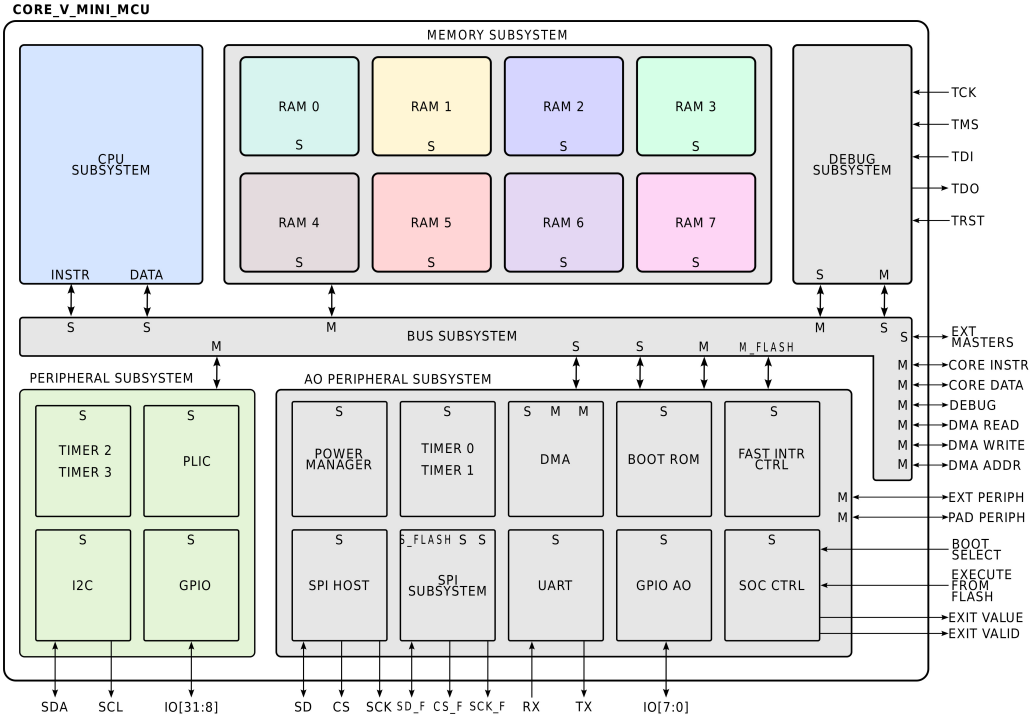 CORE_V_MINI_MCU
MEMORY SUBSYSTEM
CPU
SUBSYSTEM
INSTR DATA
RAM 0
S
RAM 1
S
RAM 2
S
RAM 3
S
RAM 4
S
RAM 5
S
RAM 6
S
RAM 7
S
DEBUG
SUBSYSTEM
S M
TCK
TMS
TDI
TDO
TRST
S S M M S
BUS SUBSYSTEM
M S S M M_FLASH
S
EXT
MASTERS
M CORE INSTR
M CORE DATA
M DEBUG
M DMA READ
M DMA WRITE
M DMA ADDR
PERIPHERAL SUBSYSTEM
S
TIMER 2
TIMER 3
S
PLIC
S
I2C
S
GPIO
AO PERIPHERAL SUBSYSTEM
S
POWER
MANAGER
S
TIMER 0
TIMER 1
S M M
DMA
S
BOOT ROM
S
FAST INTR
CTRL
S
SPI HOST
S_FLASH S S
SPI
SUBSYSTEM
S
UART
S
GPIO AO
S
SOC CTRL
M EXT PERIPH
M PAD PERIPH
BOOT
SELECT
EXECUTE
FROM
FLASH
EXIT VALUE
EXIT VALID
SDA SCL IO[31:8] SD CS SCK SD_F CS_F SCK_F RX TX IO[7:0]